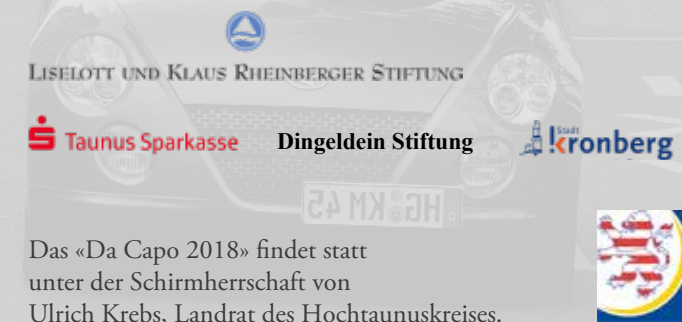 LISELOTT UND KLAUS RHEINBERGER STIFTUNG
Taunus Sparkasse
Dingeldein Stiftung
Stadt
kronberg
HG KM 45
Das «Da Capo 2018» findet statt
unter der Schirmherrschaft von
Ulrich Krebs, Landrat des Hochtaunuskreises.